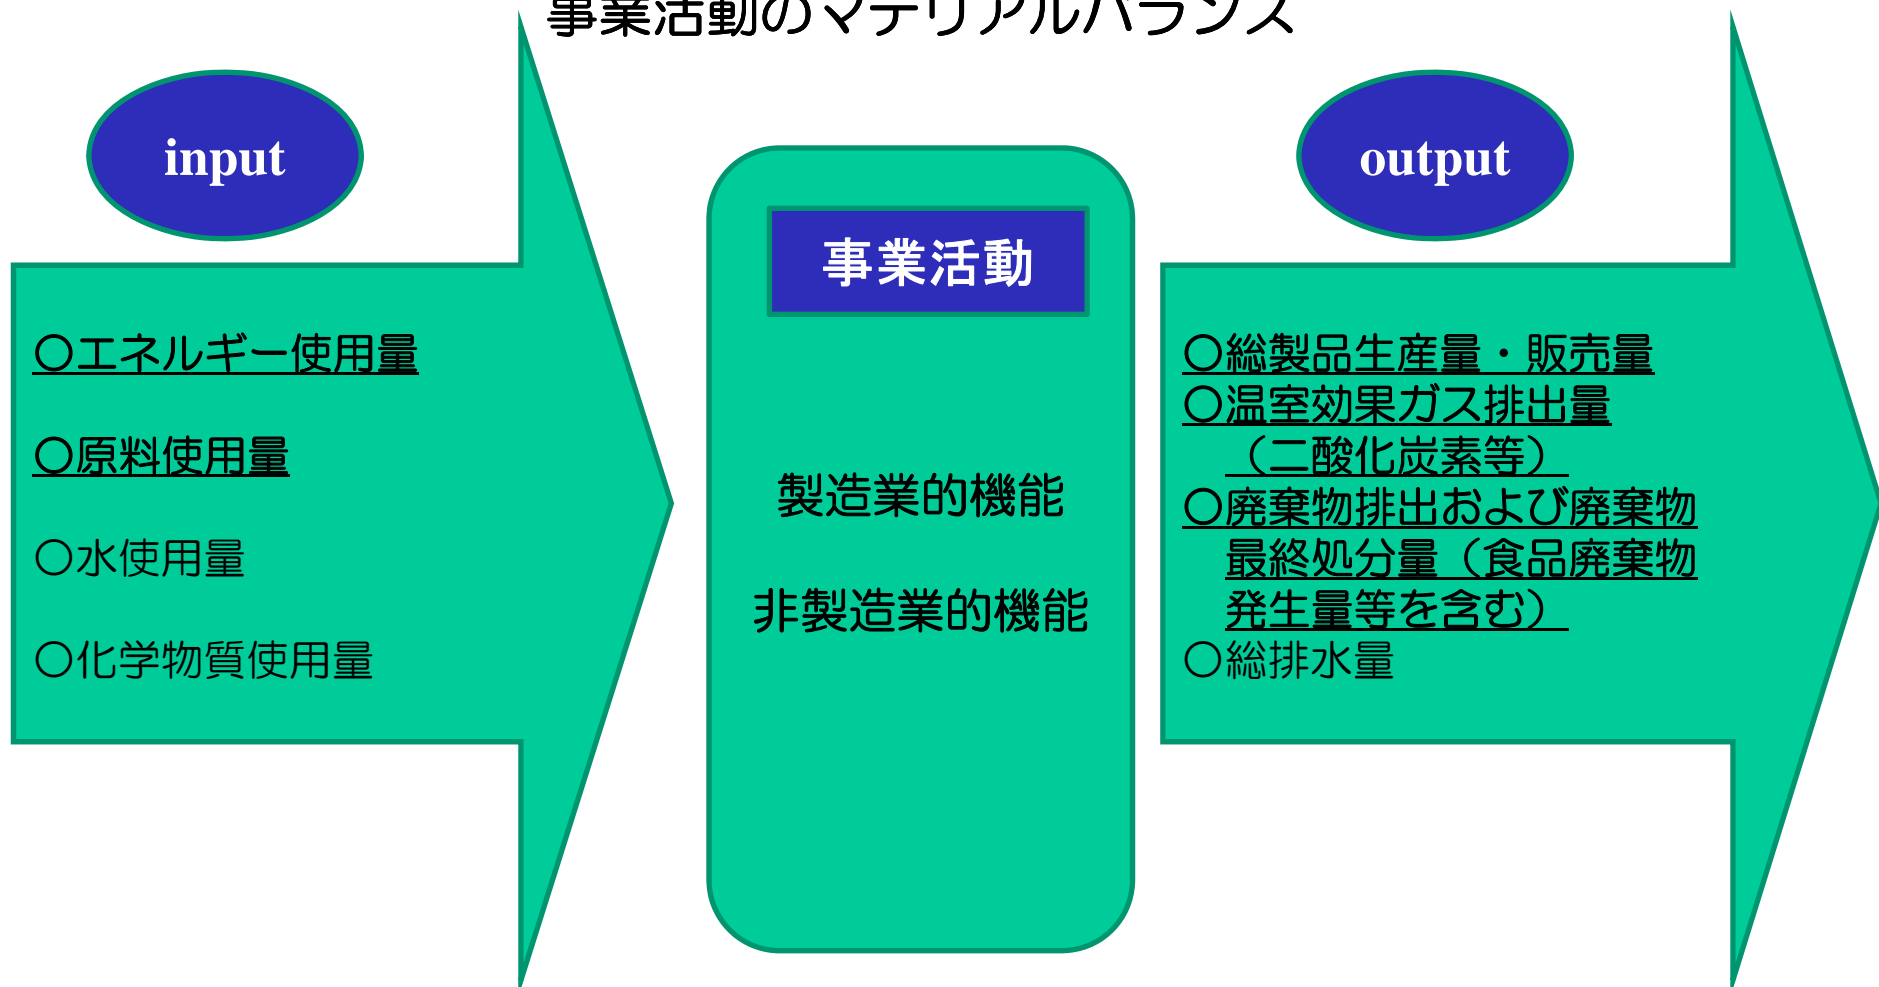 事業活動のマテリアルバランス
input
〇エネルギー使用量
〇原料使用量
〇水使用量
〇化学物質使用量
事業活動
製造業的機能
非製造業的機能
output
〇総製品生産量・販売量
〇温室効果ガス排出量
（二酸化炭素等）
〇廃棄物排出および廃棄物
最終処分量（食品廃棄物
発生量等を含む）
〇総排水量